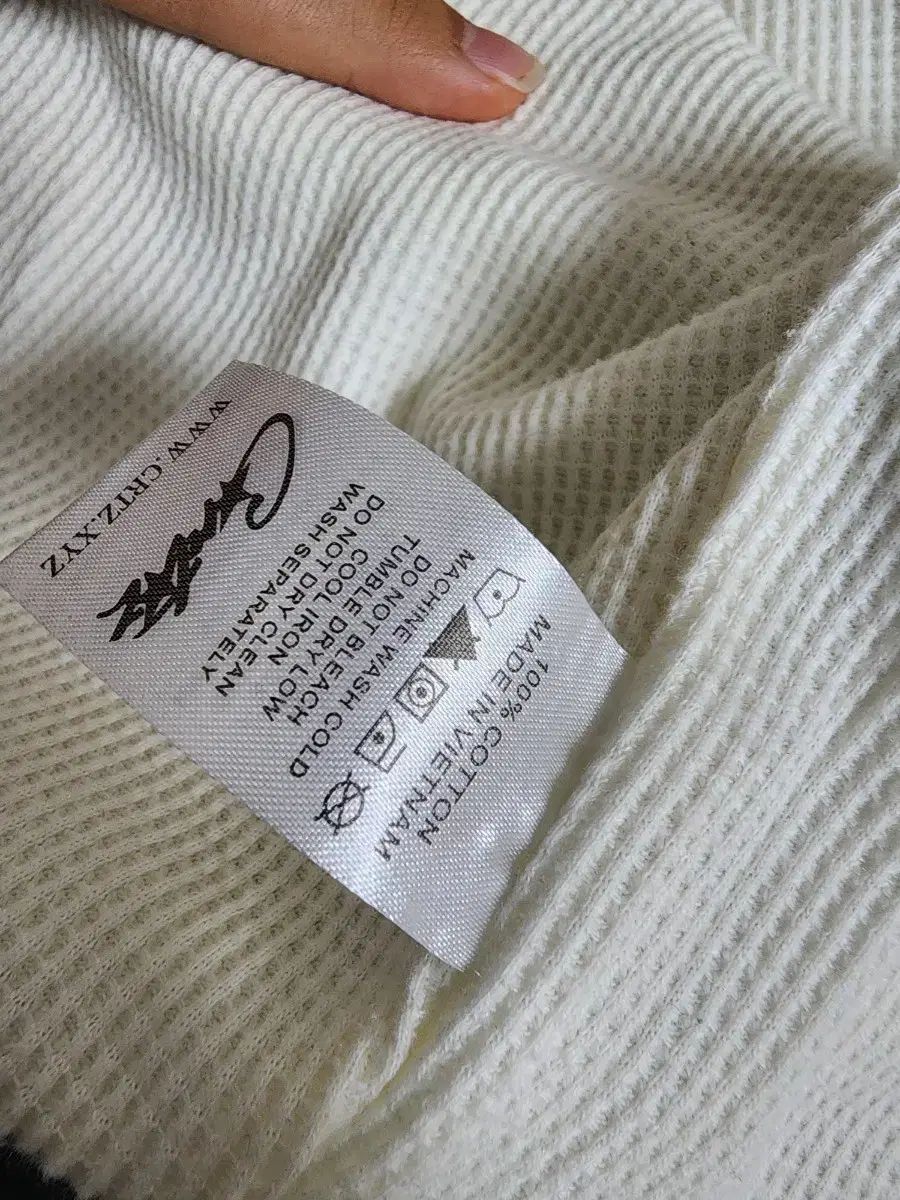 100% COTTON
MADE IN VIETNAM
MACHINE WASH COLD
DO NOT BLEACH
TUMBLE DRY LOW
COOL IRON
DO NOT DRY CLEAN
WASH SEPARATELY
Corteiz
WWW.CRTZ.XYZ